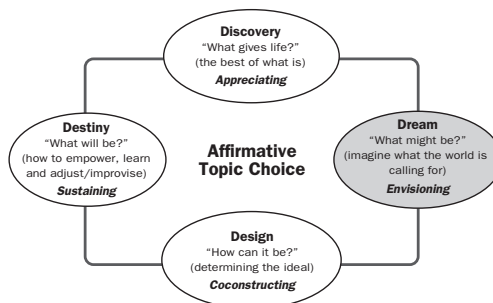 Discovery
“What gives life?”
(the best of what is)
Appreciating
Destiny
“What will be?”
(how to empower, learn
and adjust/improvise)
Sustaining
Affirmative
Topic Choice
Dream
“What might be?”
(imagine what the world is
calling for)
Envisioning
Design
“How can it be?”
(determining the ideal)
Coconstructing